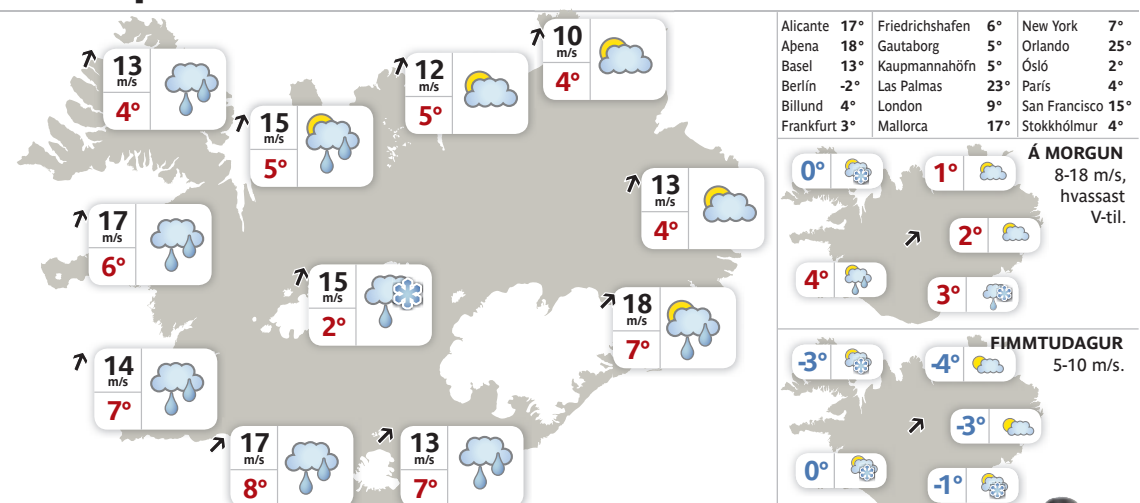 10
m/s
4°
13
m/s
4°
12
m/s
5°
15
m/s
5°
13
m/s
4°
17
m/s
6°
15
m/s
2°
18
m/s
7°
14
m/s
7°
17
m/s
8°
13
m/s
7°
Alicante 17° Friedrichshafen 6° New York 7°
Aþena 18° Gautaborg 5° Orlando 25°
Basel 13° Kaupmannahöfn 5° Ósló 2°
Berlín -2° Las Palmas 23° París 4°
Billund 4° London 9° San Francisco 15°
Frankfurt 3° Mallorca 17° Stokkhólmur 4°
Á MORGUN
8-18 m/s,
hvassast
V-til.
0°
1°
2°
4°
3°
FIMMTUDAGUR
5-10 m/s.
-3°
-4°
-3°
0°
-1°